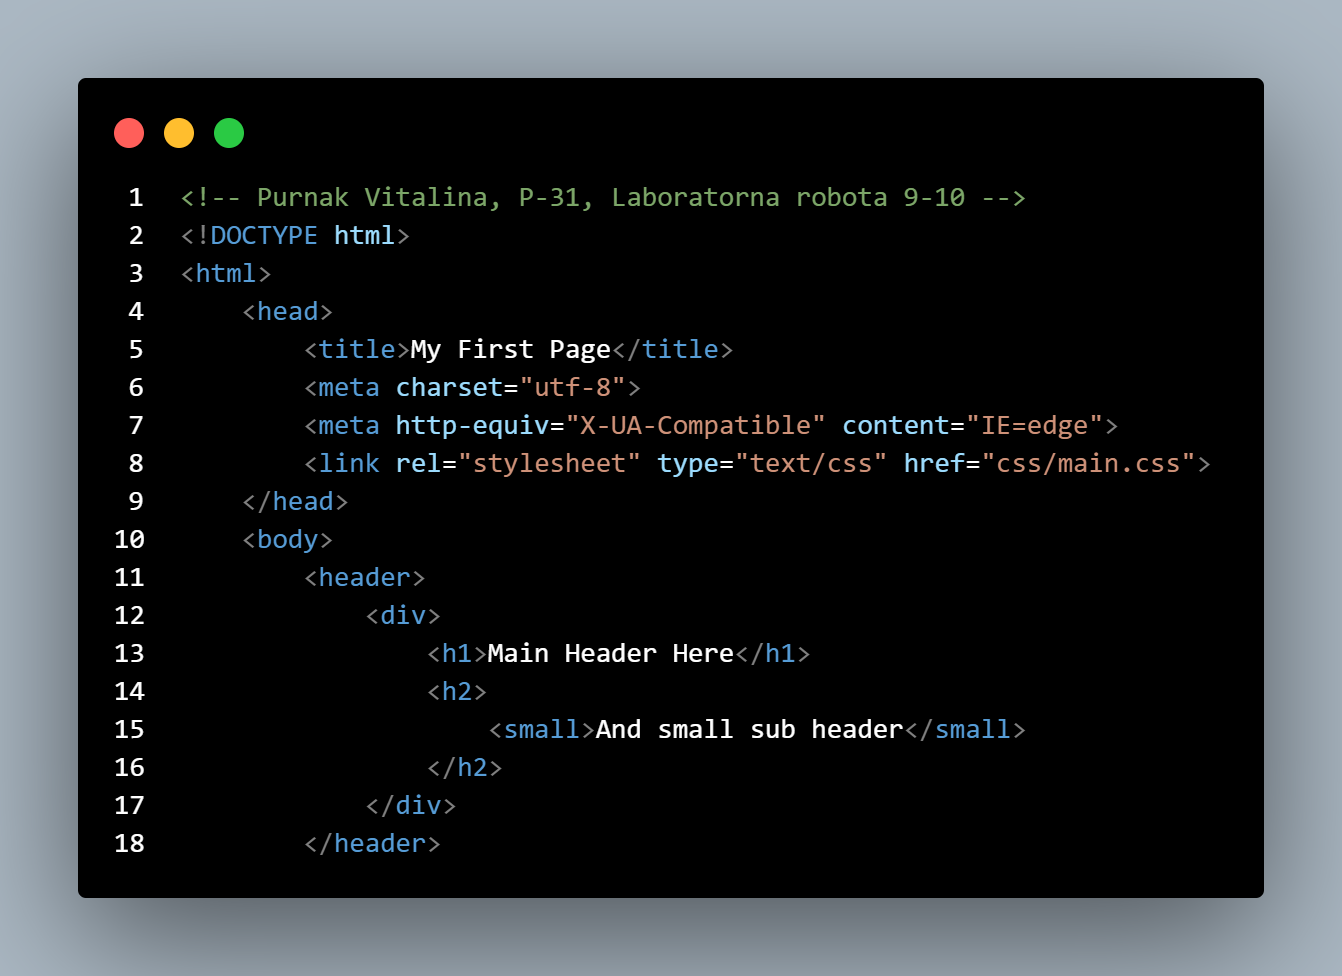 1 <!-- Purnak Vitalina, P-31, Laboratorna robota 9-10 -->
2 <!DOCTYPE html>
3 <html>
4     <head>
5         <title>My First Page</title>
6         <meta charset="utf-8">
7         <meta http-equiv="X-UA-Compatible" content="IE=edge">
8         <link rel="stylesheet" type="text/css" href="css/main.css">
9     </head>
10     <body>
11         <header>
12             <div>
13                 <h1>Main Header Here</h1>
14                 <h2>
15                     <small>And small sub header</small>
16                 </h2>
17             </div>
18         </header>